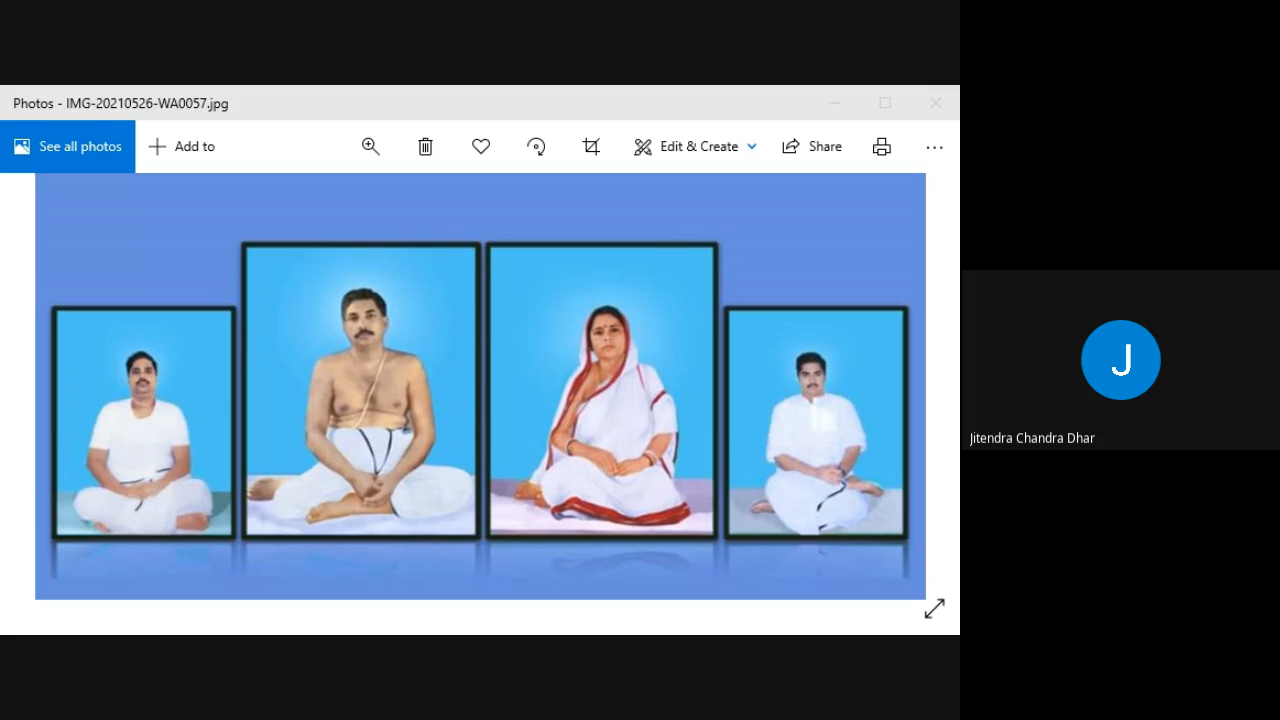 Photos - IMG-20210526-WA0057.jpg
See all photos
Add to
Edit & Create
Share
J
Jitendra Chandra Dhar